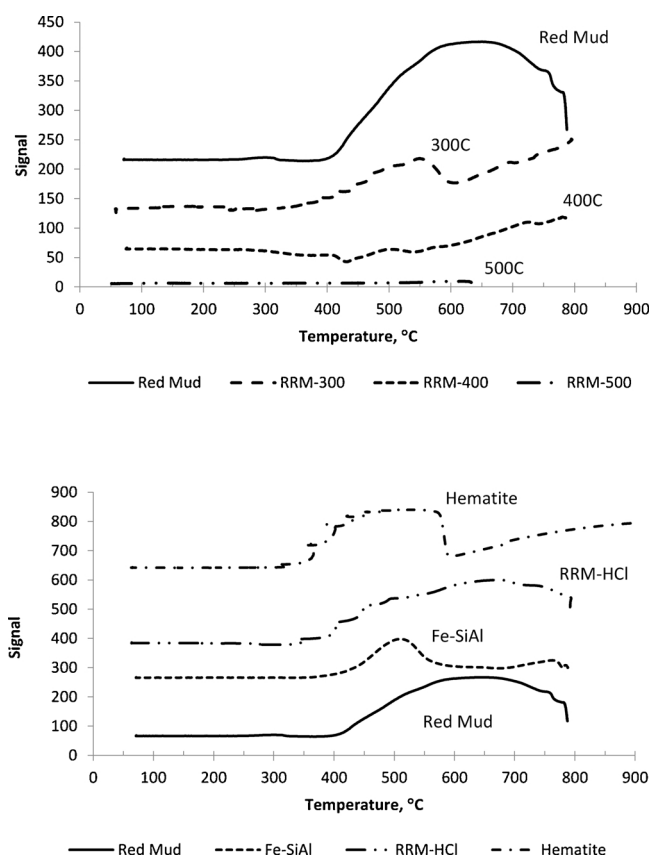 450
400
350
300
250
200
150
100
50
0
Signal
Red Mud
300C
400C
500C
0 100 200 300 400 500 600 700 800 900
Temperature, °C
Red Mud RRM-300 RRM-400 RRM-500
900
800
700
600
500
400
300
200
100
0
Signal
Hematite
RRM-HCl
Fe-SiAl
Red Mud
0 100 200 300 400 500 600 700 800 900
Temperature, °C
Red Mud Fe-SiAl RRM-HCl Hematite